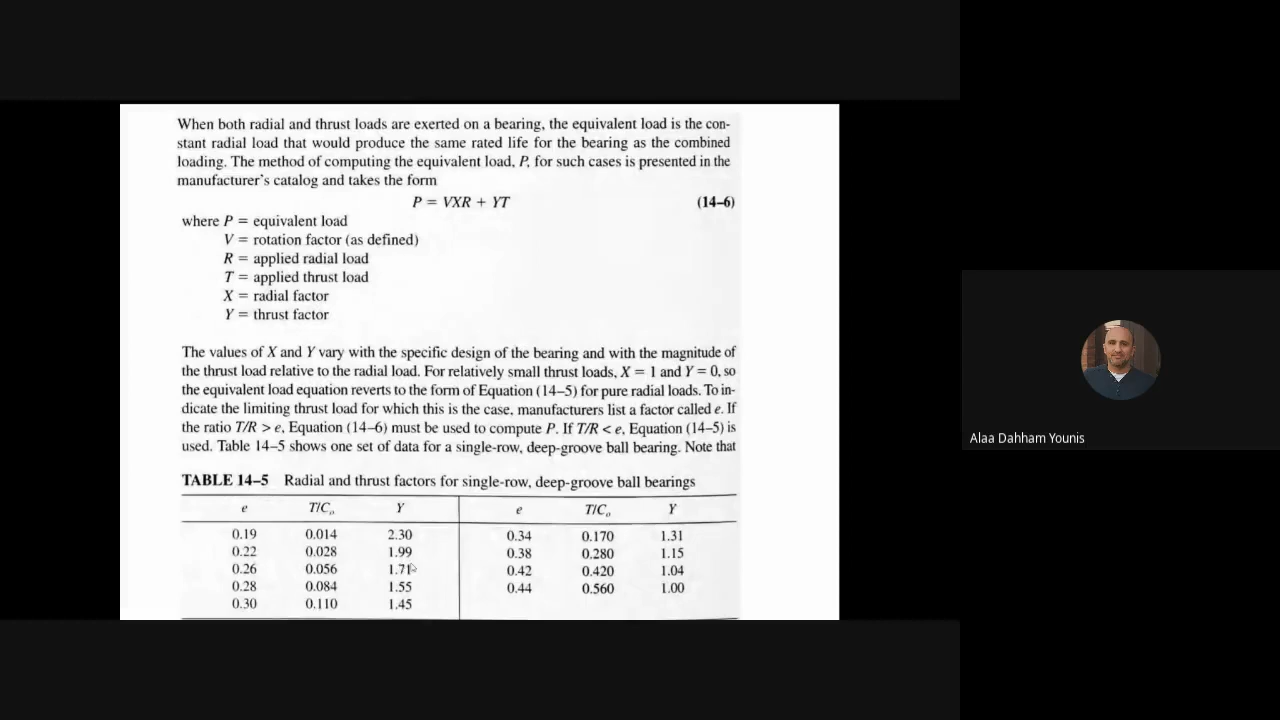 When both radial and thrust loads are exerted on a bearing, the equivalent load is the con-
stant radial load that would produce the same rated life for the bearing as the combined
loading. The method of computing the equivalent load, P, for such cases is presented in the
manufacturer's catalog and takes the form
P = VXR + YT (14–6)
where P = equivalent load
V = rotation factor (as defined)
R = applied radial load
T = applied thrust load
X = radial factor
Y = thrust factor
The values of X and Y vary with the specific design of the bearing and with the magnitude of
the thrust load relative to the radial load. For relatively small thrust loads, X = 1 and Y = 0, so
the equivalent load equation reverts to the form of Equation (14–5) for pure radial loads. To in-
dicate the limiting thrust load for which this is the case, manufacturers list a factor called e. If
the ratio T/R > e, Equation (14–6) must be used to compute P. If T/R < e, Equation (14–5) is
used. Table 14–5 shows one set of data for a single-row, deep-groove ball bearing. Note that
TABLE 14–5 Radial and thrust factors for single-row, deep-groove ball bearings
e T/Cₒ Y e T/Cₒ Y
0.19 0.014 2.30 0.34 0.170 1.31
0.22 0.028 1.99 0.38 0.280 1.15
0.26 0.056 1.71 0.42 0.420 1.04
0.28 0.084 1.55 0.44 0.560 1.00
0.30 0.110 1.45
Alaa Dahham Younis